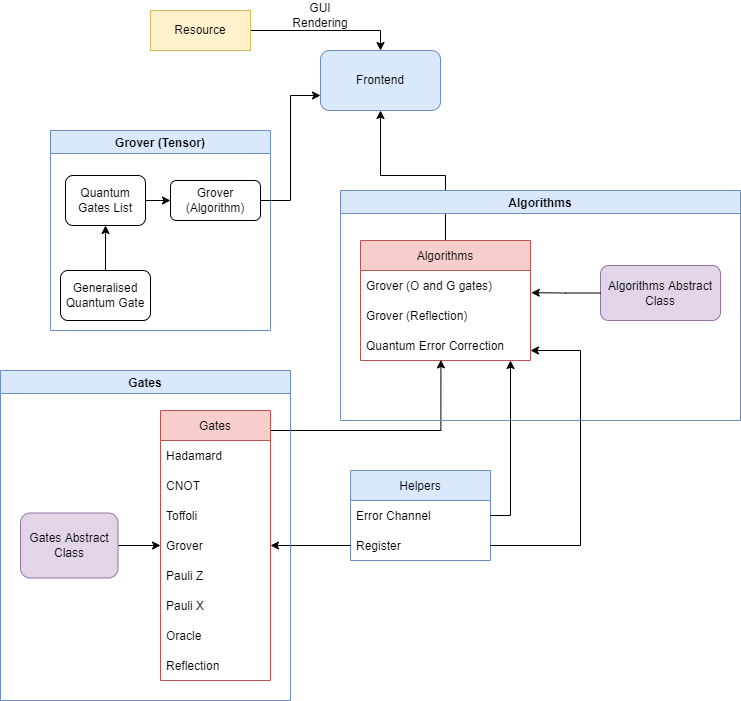 Resource
GUI
Rendering
Frontend
Grover (Tensor)
Quantum
Gates List
Grover
(Algorithm)
Generalised
Quantum Gate
Algorithms
Algorithms
Grover (O and G gates)
Grover (Reflection)
Quantum Error Correction
Algorithms Abstract
Class
Gates
Gates
Hadamard
CNOT
Toffoli
Grover
Pauli Z
Pauli X
Oracle
Reflection
Gates Abstract
Class
Helpers
Error Channel
Register